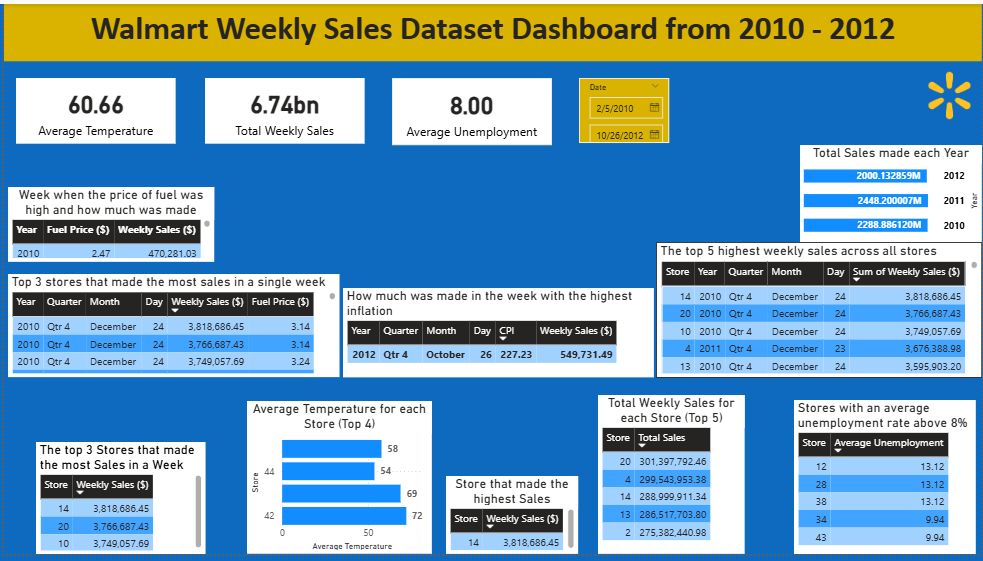 Walmart Weekly Sales Dataset Dashboard from 2010 - 2012
60.66
Average Temperature
6.74bn
Total Weekly Sales
8.00
Average Unemployment
Date
2/5/2010
10/26/2012
Total Sales made each Year
2000.132859M 2012
2448.200007M 2011
2288.886120M 2010
Year
Week when the price of fuel was
high and how much was made
Year Fuel Price ($) Weekly Sales ($)
2010 2.47 470,281.03
Top 3 stores that made the most sales in a single week
Year Quarter Month Day Weekly Sales ($) Fuel Price ($)
2010 Qtr 4 December 24 3,818,686.45 3.14
2010 Qtr 4 December 24 3,766,687.43 3.14
2010 Qtr 4 December 24 3,749,057.69 3.24
How much was made in the week with the highest
inflation
Year Quarter Month Day CPI Weekly Sales ($)
2012 Qtr 4 October 26 227.23 549,731.49
The top 5 highest weekly sales across all stores
Store Year Quarter Month Day Sum of Weekly Sales ($)
14 2010 Qtr 4 December 24 3,818,686.45
20 2010 Qtr 4 December 24 3,766,687.43
10 2010 Qtr 4 December 24 3,749,057.69
4 2011 Qtr 4 December 23 3,676,388.98
13 2010 Qtr 4 December 24 3,595,903.20
The top 3 Stores that made
the most Sales in a Week
Store Weekly Sales ($)
14 3,818,686.45
20 3,766,687.43
10 3,749,057.69
Average Temperature for each
Store (Top 4)
58
44 54
69
42 72
0 50
Store
Average Temperature
Store that made the
highest Sales
Store Weekly Sales ($)
14 3,818,686.45
Total Weekly Sales for
each Store (Top 5)
Store Total Sales
20 301,397,792.46
4 299,543,953.38
14 288,999,911.34
13 286,517,703.80
2 275,382,440.98
Stores with an average
unemployment rate above 8%
Store Average Unemployment
12 13.12
28 13.12
38 13.12
34 9.94
43 9.94